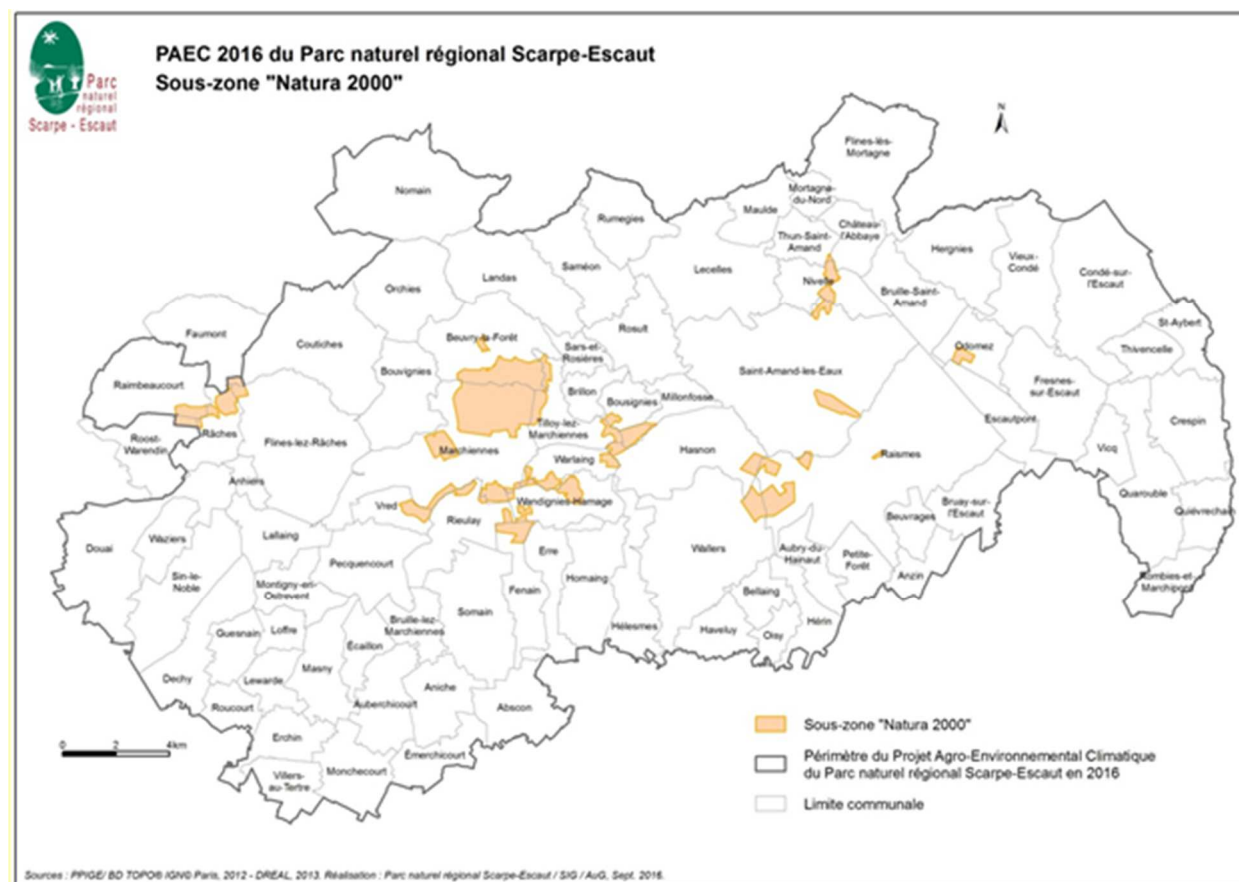 PAEC 2016 du Parc naturel régional Scarpe-Escaut
Sous-zone "Natura 2000"
Parc
naturel
régional
Scarpe - Escaut
N
Flines-lès-
Mortagne
Nomain
Mortagne-
du-Nord
Rumegies
Maulde
Château-
l'Abbaye
Thun-Saint-
Amand
Hergnies
Vieux-
Condé
Saméon
Lecelles
Condé-sur-
l'Escaut
Landas
Nivelle
Orchies
Bruille-Saint-
Amand
St-Aybert
Faumont
Rosult
Beuvry-la-Forêt
Coutiches
Sars-et-
Rosières
Odomez
Thivencelle
Bouvignies
Saint-Amand-les-Eaux
Raimbeaucourt
Brillon
Millonfosse
Fresnes-
sur-Escaut
Bousignies
Escautpont
Crespin
Tilloy-lez-
Marchiennes
Râches
Roost-
Warendin
Flines-lez-Râches
Marchiennes
Hasnon
Vicq
Warlaing
Raismes
Anhiers
Quarouble
Vred
Wandignies-Hamage
Bruay-sur-
l'Escaut
Quiévrechain
Rieulay
Beuvrages
Lallaing
Waziers
Douai
Erre
Wallers
Aubry-du-
Hainaut
Petite-
Forêt
Pecquencourt
Sin-le-
Noble
Homaing
Anzin
Rombies-et-
Marchipont
Montigny-en-
Ostrevent
Fenain
Bellaing
Somain
Bruille-lez-
Marchiennes
Hérin
Hélesmes
Haveluy
Oisy
Guesnain
Loffre
Écaillon
Masny
Dechy
Lewarde
Aniche
Roucourt
Auberchicourt
Abscon
Erchin
Émerchicourt
Monchecourt
Villers-
au-Tertre
0 2 4km
Sous-zone "Natura 2000"
Périmètre du Projet Agro-Environnemental Climatique
du Parc naturel régional Scarpe-Escaut en 2016
Limite communale
Sources : PPIGE/ BD TOPO® IGN© Paris, 2012 - DREAL, 2013. Réalisation : Parc naturel régional Scarpe-Escaut / SIG / AuG, Sept. 2016.